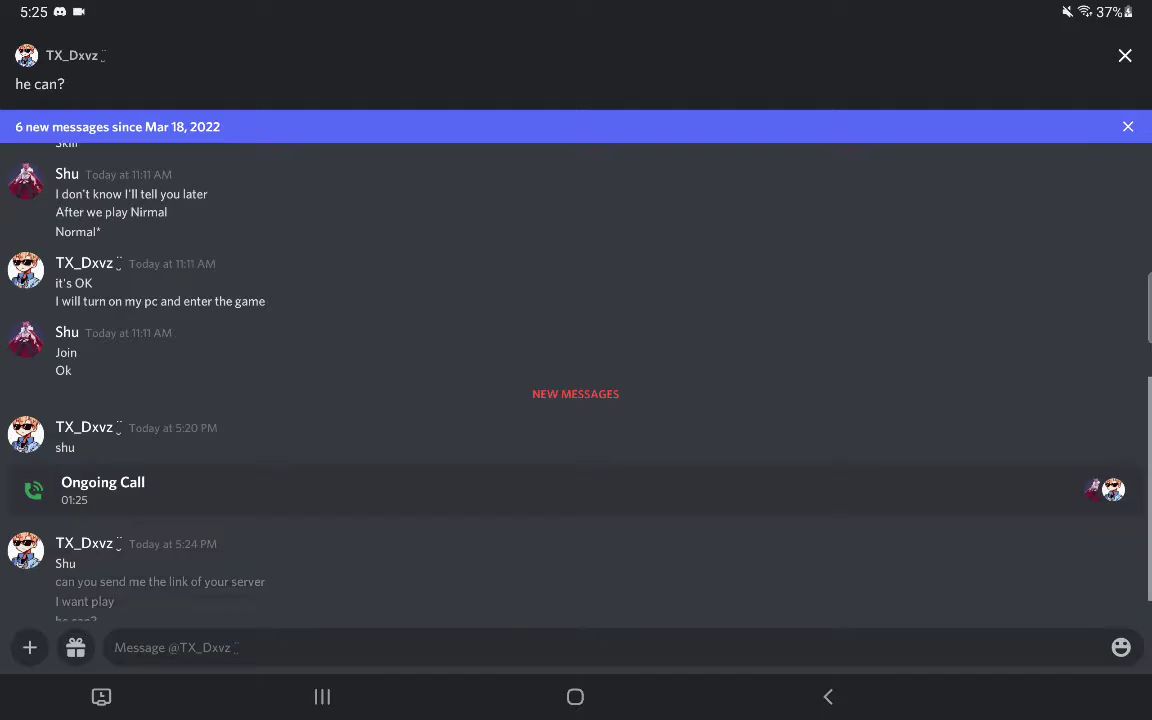 5:25
37%
TX_Dxvz
he can?
6 new messages since Mar 18, 2022
Skill
Shu Today at 11:11 AM
I don't know I'll tell you later
After we play Nirmal
Normal*
TX_Dxvz Today at 11:11 AM
it's OK
I will turn on my pc and enter the game
Shu Today at 11:11 AM
Join
Ok
NEW MESSAGES
TX_Dxvz Today at 5:20 PM
shu
Ongoing Call
01:25
TX_Dxvz Today at 5:24 PM
Shu
can you send me the link of your server
I want play
he can?
Message @TX_Dxvz